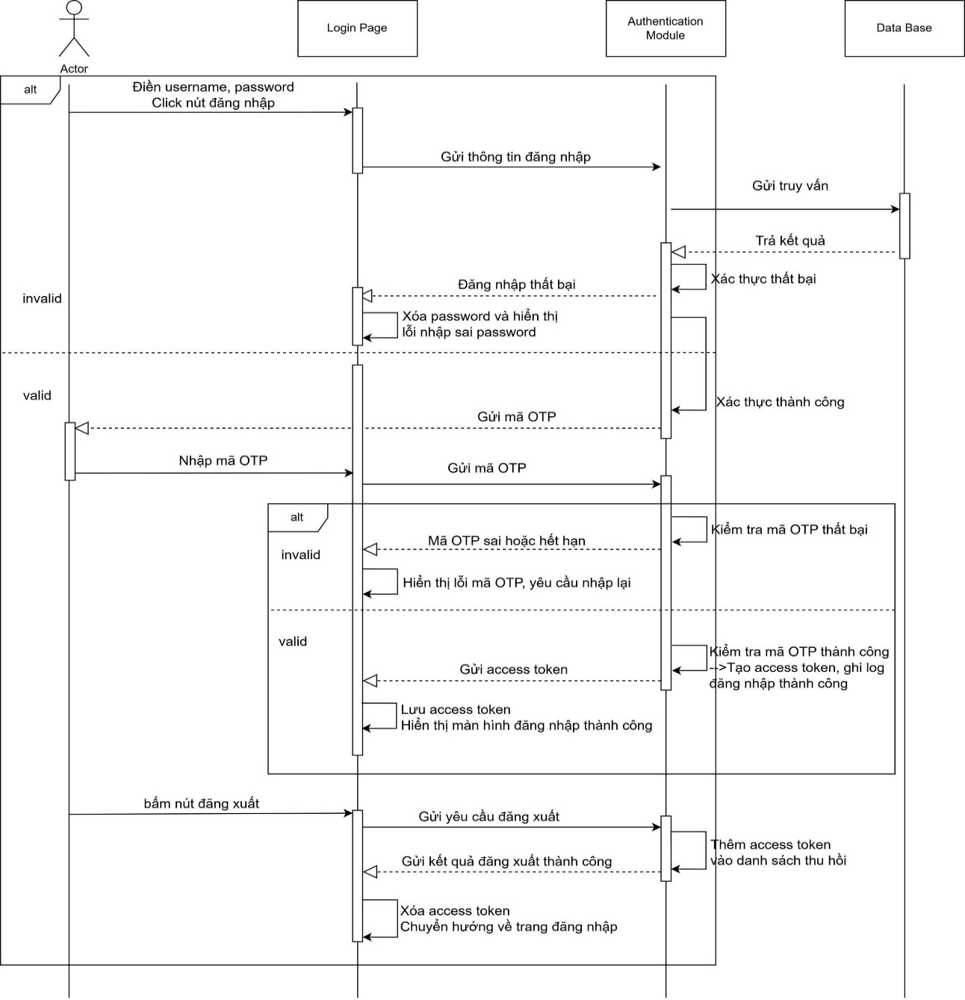 Login Page
Authentication
Module
Data Base
Actor
alt
Điền username, password
Click nút đăng nhập
Gửi thông tin đăng nhập
Gửi truy vấn
Trả kết quả
Xác thực thất bại
Đăng nhập thất bại
invalid
Xóa password và hiển thị
lỗi nhập sai password
valid
Xác thực thành công
Gửi mã OTP
Nhập mã OTP
Gửi mã OTP
alt
Kiểm tra mã OTP thất bại
Mã OTP sai hoặc hết hạn
invalid
Hiển thị lỗi mã OTP, yêu cầu nhập lại
valid
Kiểm tra mã OTP thành công
-->Tạo access token, ghi log
đăng nhập thành công
Gửi access token
Lưu access token
Hiển thị màn hình đăng nhập thành công
bấm nút đăng xuất
Gửi yêu cầu đăng xuất
Thêm access token
vào danh sách thu hồi
Gửi kết quả đăng xuất thành công
Xóa access token
Chuyển hướng về trang đăng nhập